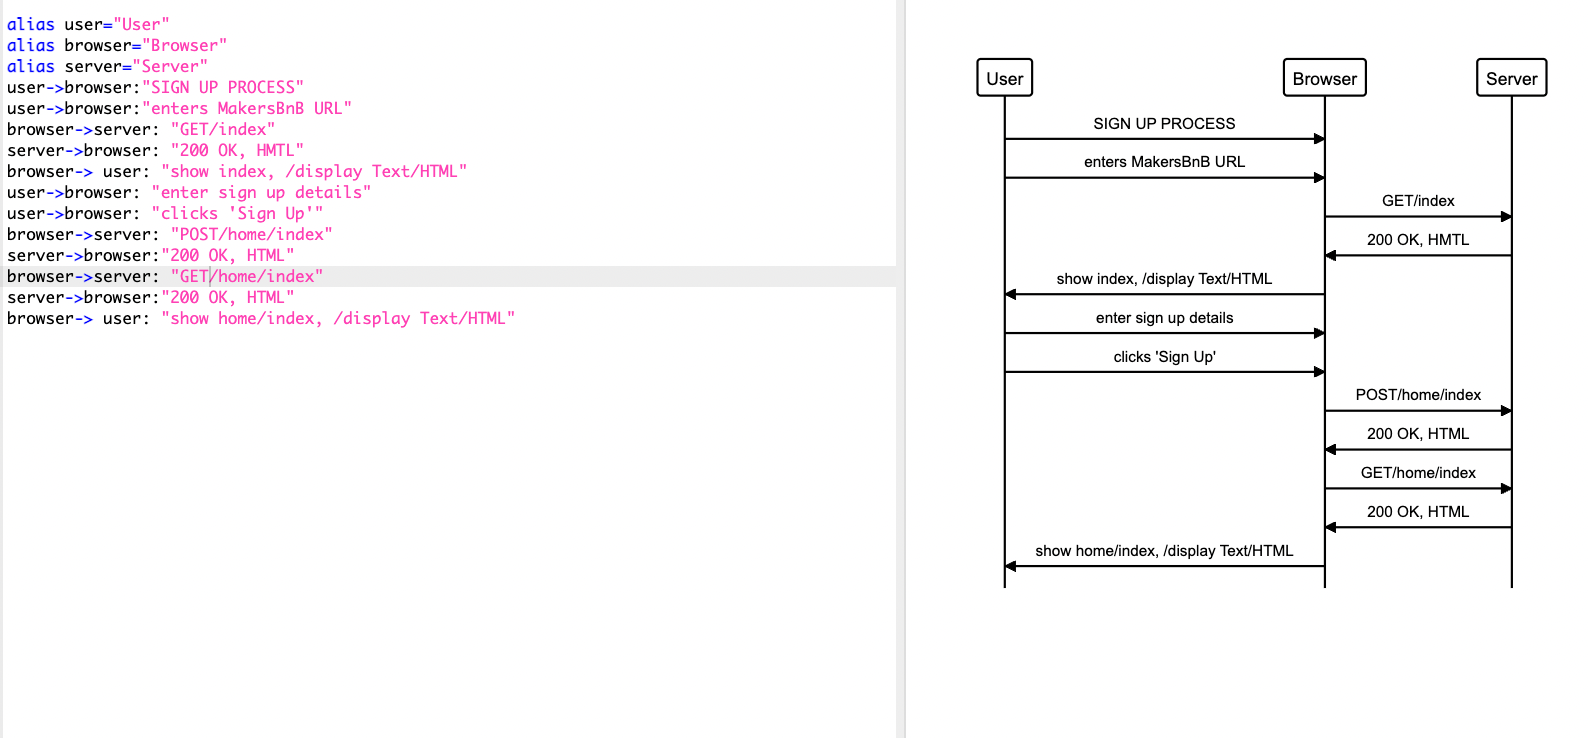 alias user="User"
alias browser="Browser"
alias server="Server"
user->browser:"SIGN UP PROCESS"
user->browser:"enters MakersBnB URL"
browser->server: "GET/index"
server->browser: "200 OK, HMTL"
browser-> user: "show index, /display Text/HTML"
user->browser: "enter sign up details"
user->browser: "clicks 'Sign Up'"
browser->server: "POST/home/index"
server->browser:"200 OK, HTML"
browser->server: "GET/home/index"
server->browser:"200 OK, HTML"
browser-> user: "show home/index, /display Text/HTML"
User
Browser
Server
SIGN UP PROCESS
enters MakersBnB URL
GET/index
200 OK, HMTL
show index, /display Text/HTML
enter sign up details
clicks 'Sign Up'
POST/home/index
200 OK, HTML
GET/home/index
200 OK, HTML
show home/index, /display Text/HTML